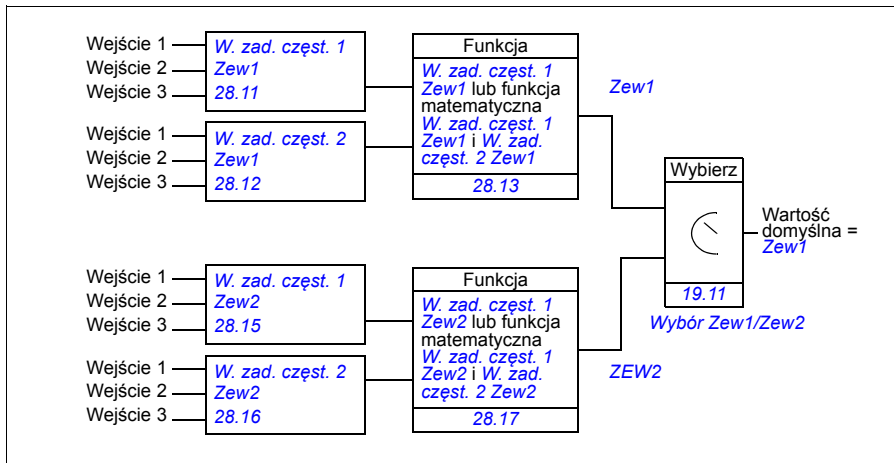 Wejście 1
Wejście 2
Wejście 3
W. zad. częst. 1
Zew1
28.11
Wejście 1
Wejście 2
Wejście 3
W. zad. częst. 2
Zew1
28.12
Funkcja
W. zad. częst. 1
Zew1 lub funkcja
matematyczna
W. zad. częst. 1
Zew1 i W. zad.
częst. 2 Zew1
28.13
Zew1
Wejście 1
Wejście 2
Wejście 3
W. zad. częst. 1
Zew2
28.15
Wejście 1
Wejście 2
Wejście 3
W. zad. częst. 2
Zew2
28.16
Funkcja
W. zad. częst. 1
Zew2 lub funkcja
matematyczna
W. zad. częst. 1
Zew2 i W. zad.
częst. 2 Zew2
28.17
ZEW2
Wybierz
19.11
Wybór Zew1/Zew2
Wartość
domyślna =
Zew1